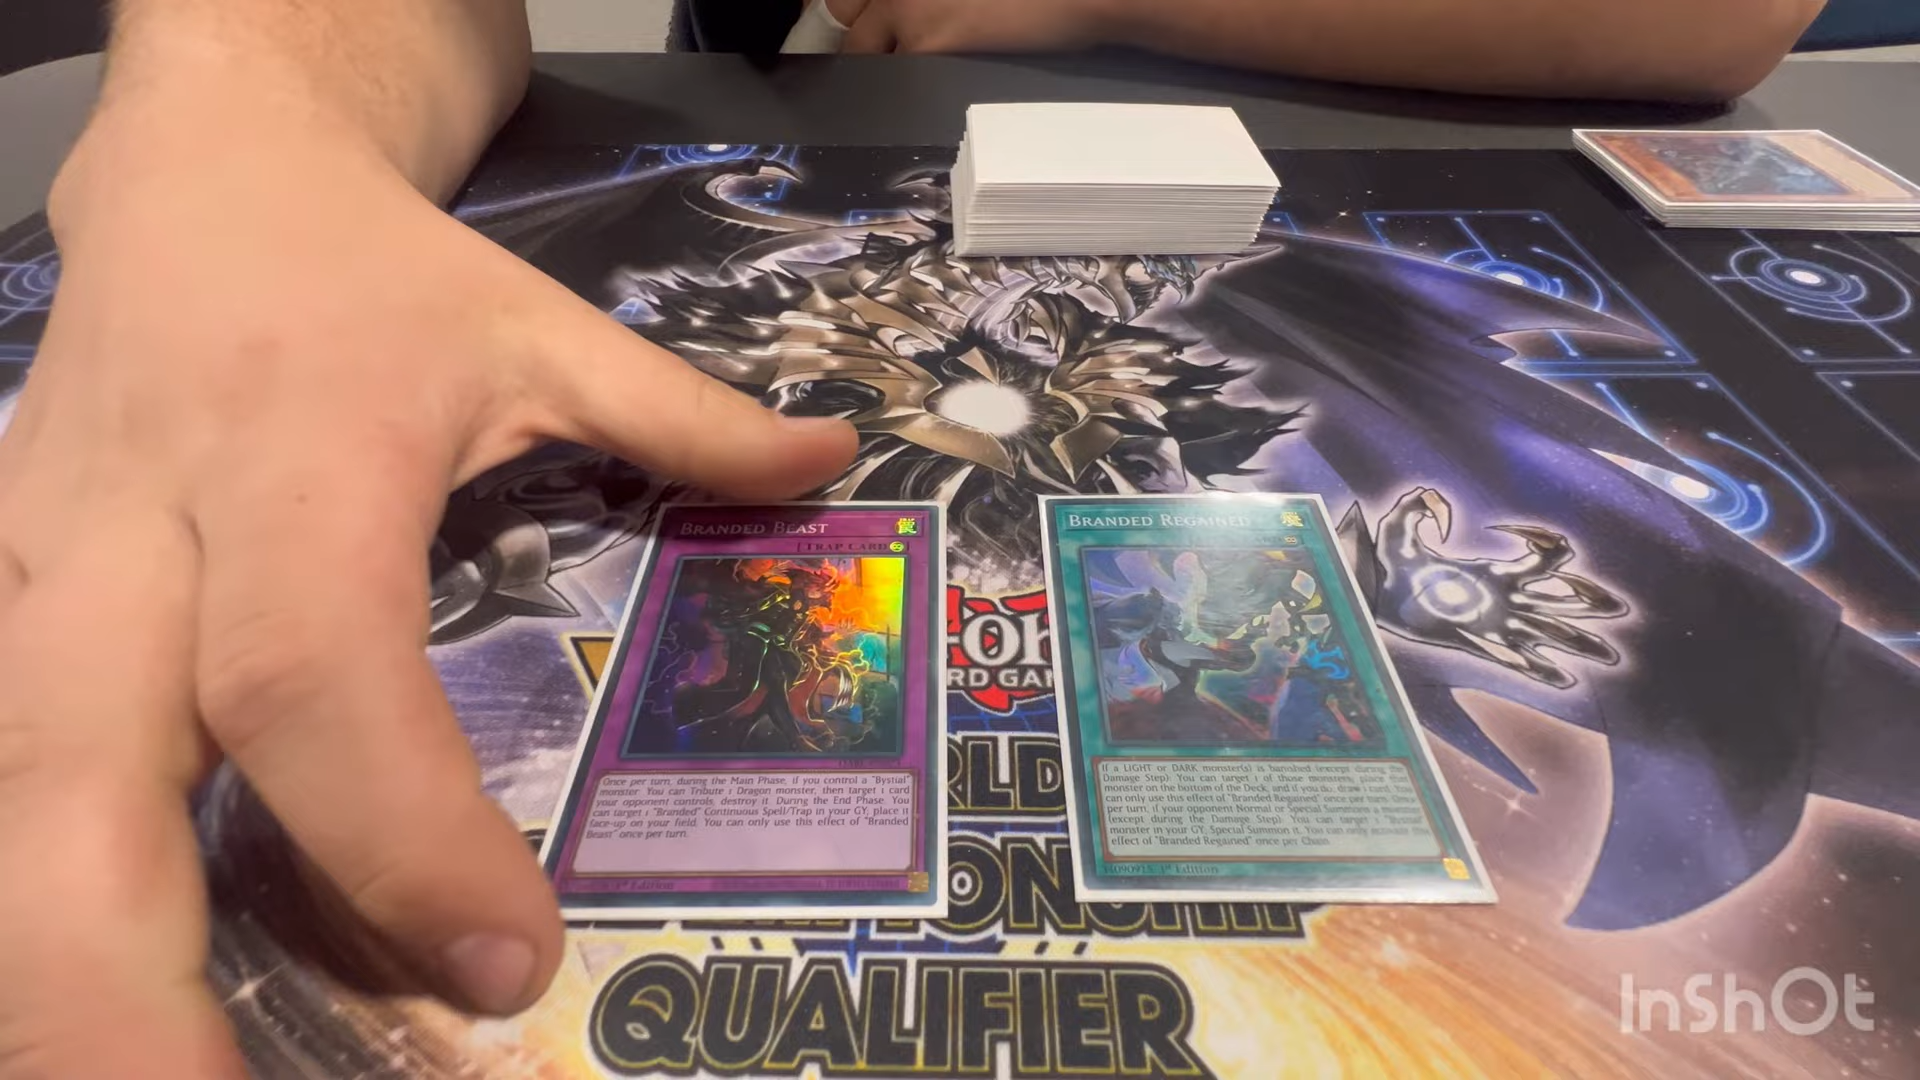 BRANDED BEAST
[TRAP CARD
Once per turn, during the Main Phase, if you control a "Bystial"
monster: You can Tribute 1 Dragon monster, then target 1 card
your opponent controls, destroy it. During the End Phase: You
can target 1 "Branded" Continuous Spell/Trap in your GY, place it
face-up on your field. You can only use this effect of "Branded
Beast" once per turn.
1st Edition
BRANDED REGAINED
If a LIGHT or DARK monster(s) is banished (except during the
Damage Step): You can target 1 of those monsters, place that
monster on the bottom of the Deck, and if you do, draw 1 card. You
can only use this effect of "Branded Regained" once per turn. Once
per turn, if your opponent Normal or Special Summons a monster
(except during the Damage Step): You can target 1 "Bystial"
monster in your GY, Special Summon it. You can only activate this
effect of "Branded Regained" once per Chain.
34090915 1st Edition
-OH
RD GAM
RLD
ONSHIP
QUALIFIER
InShOt